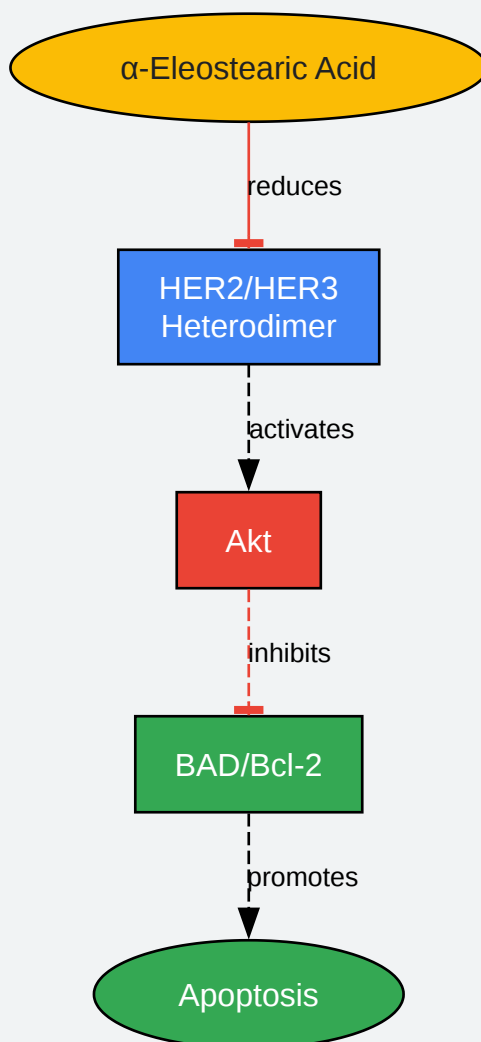 α-Eleostearic Acid
reduces
HER2/HER3
Heterodimer
activates
Akt
inhibits
BAD/Bcl-2
promotes
Apoptosis